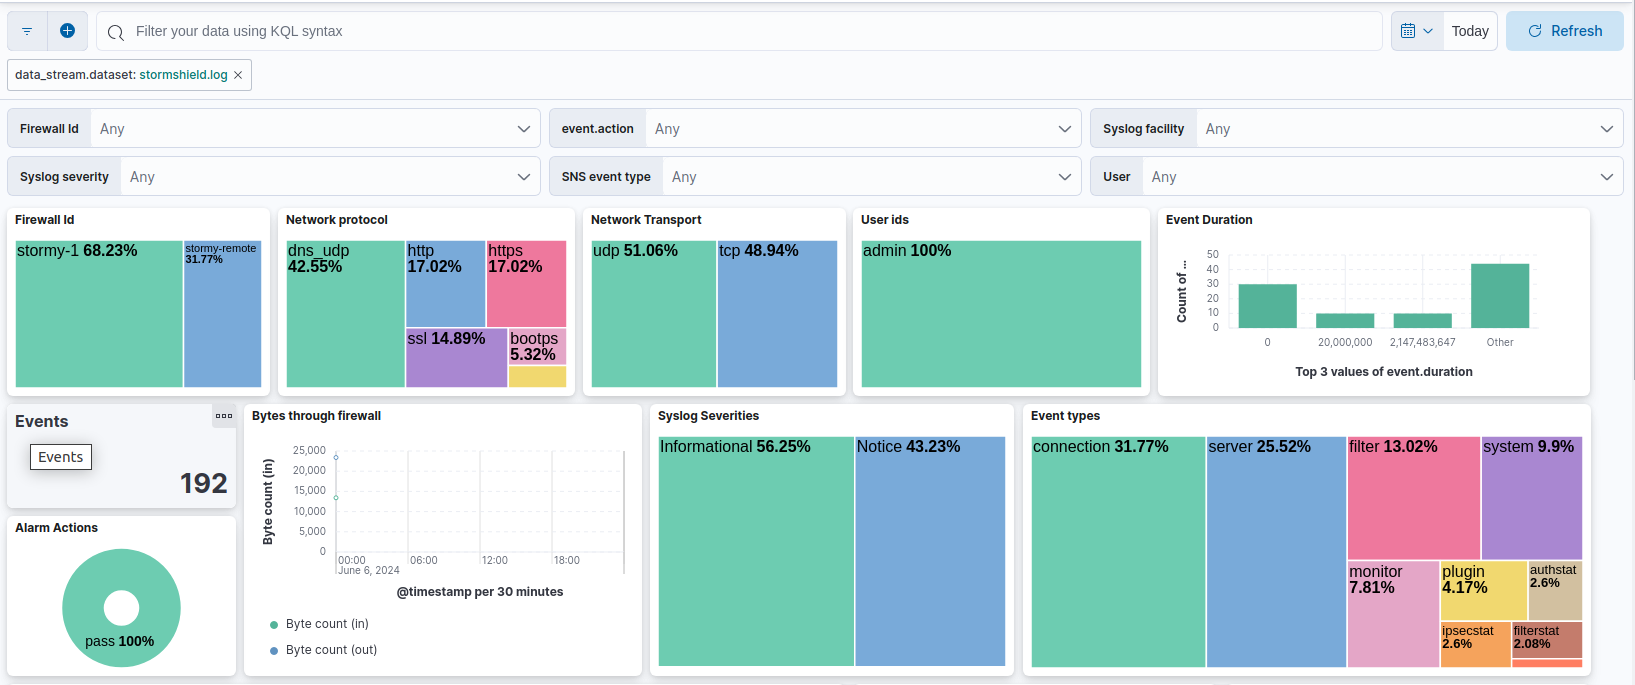 Filter your data using KQL syntax
Today
Refresh
data_stream.dataset: stormshield.log ×
Firewall Id Any
event.action Any
Syslog facility Any
Syslog severity Any
SNS event type Any
User Any
Firewall Id
stormy-1 68.23%
stormy-remote
31.77%
Network protocol
dns_udp
42.55%
http
17.02%
https
17.02%
ssl 14.89%
bootps
5.32%
Network Transport
udp 51.06%
tcp 48.94%
User ids
admin 100%
Event Duration
Count of ...
50
40
30
20
10
0
0
20,000,000
2,147,483,647
Other
Top 3 values of event.duration
Events
Events
192
Alarm Actions
pass 100%
Bytes through firewall
Byte count (in)
25,000
20,000
15,000
10,000
5,000
0
00:00
June 6, 2024
06:00
12:00
18:00
@timestamp per 30 minutes
Byte count (in)
Byte count (out)
Syslog Severities
Informational 56.25%
Notice 43.23%
Event types
connection 31.77%
server 25.52%
filter 13.02%
system 9.9%
monitor
7.81%
plugin
4.17%
authstat
2.6%
ipsecstat
2.6%
filterstat
2.08%